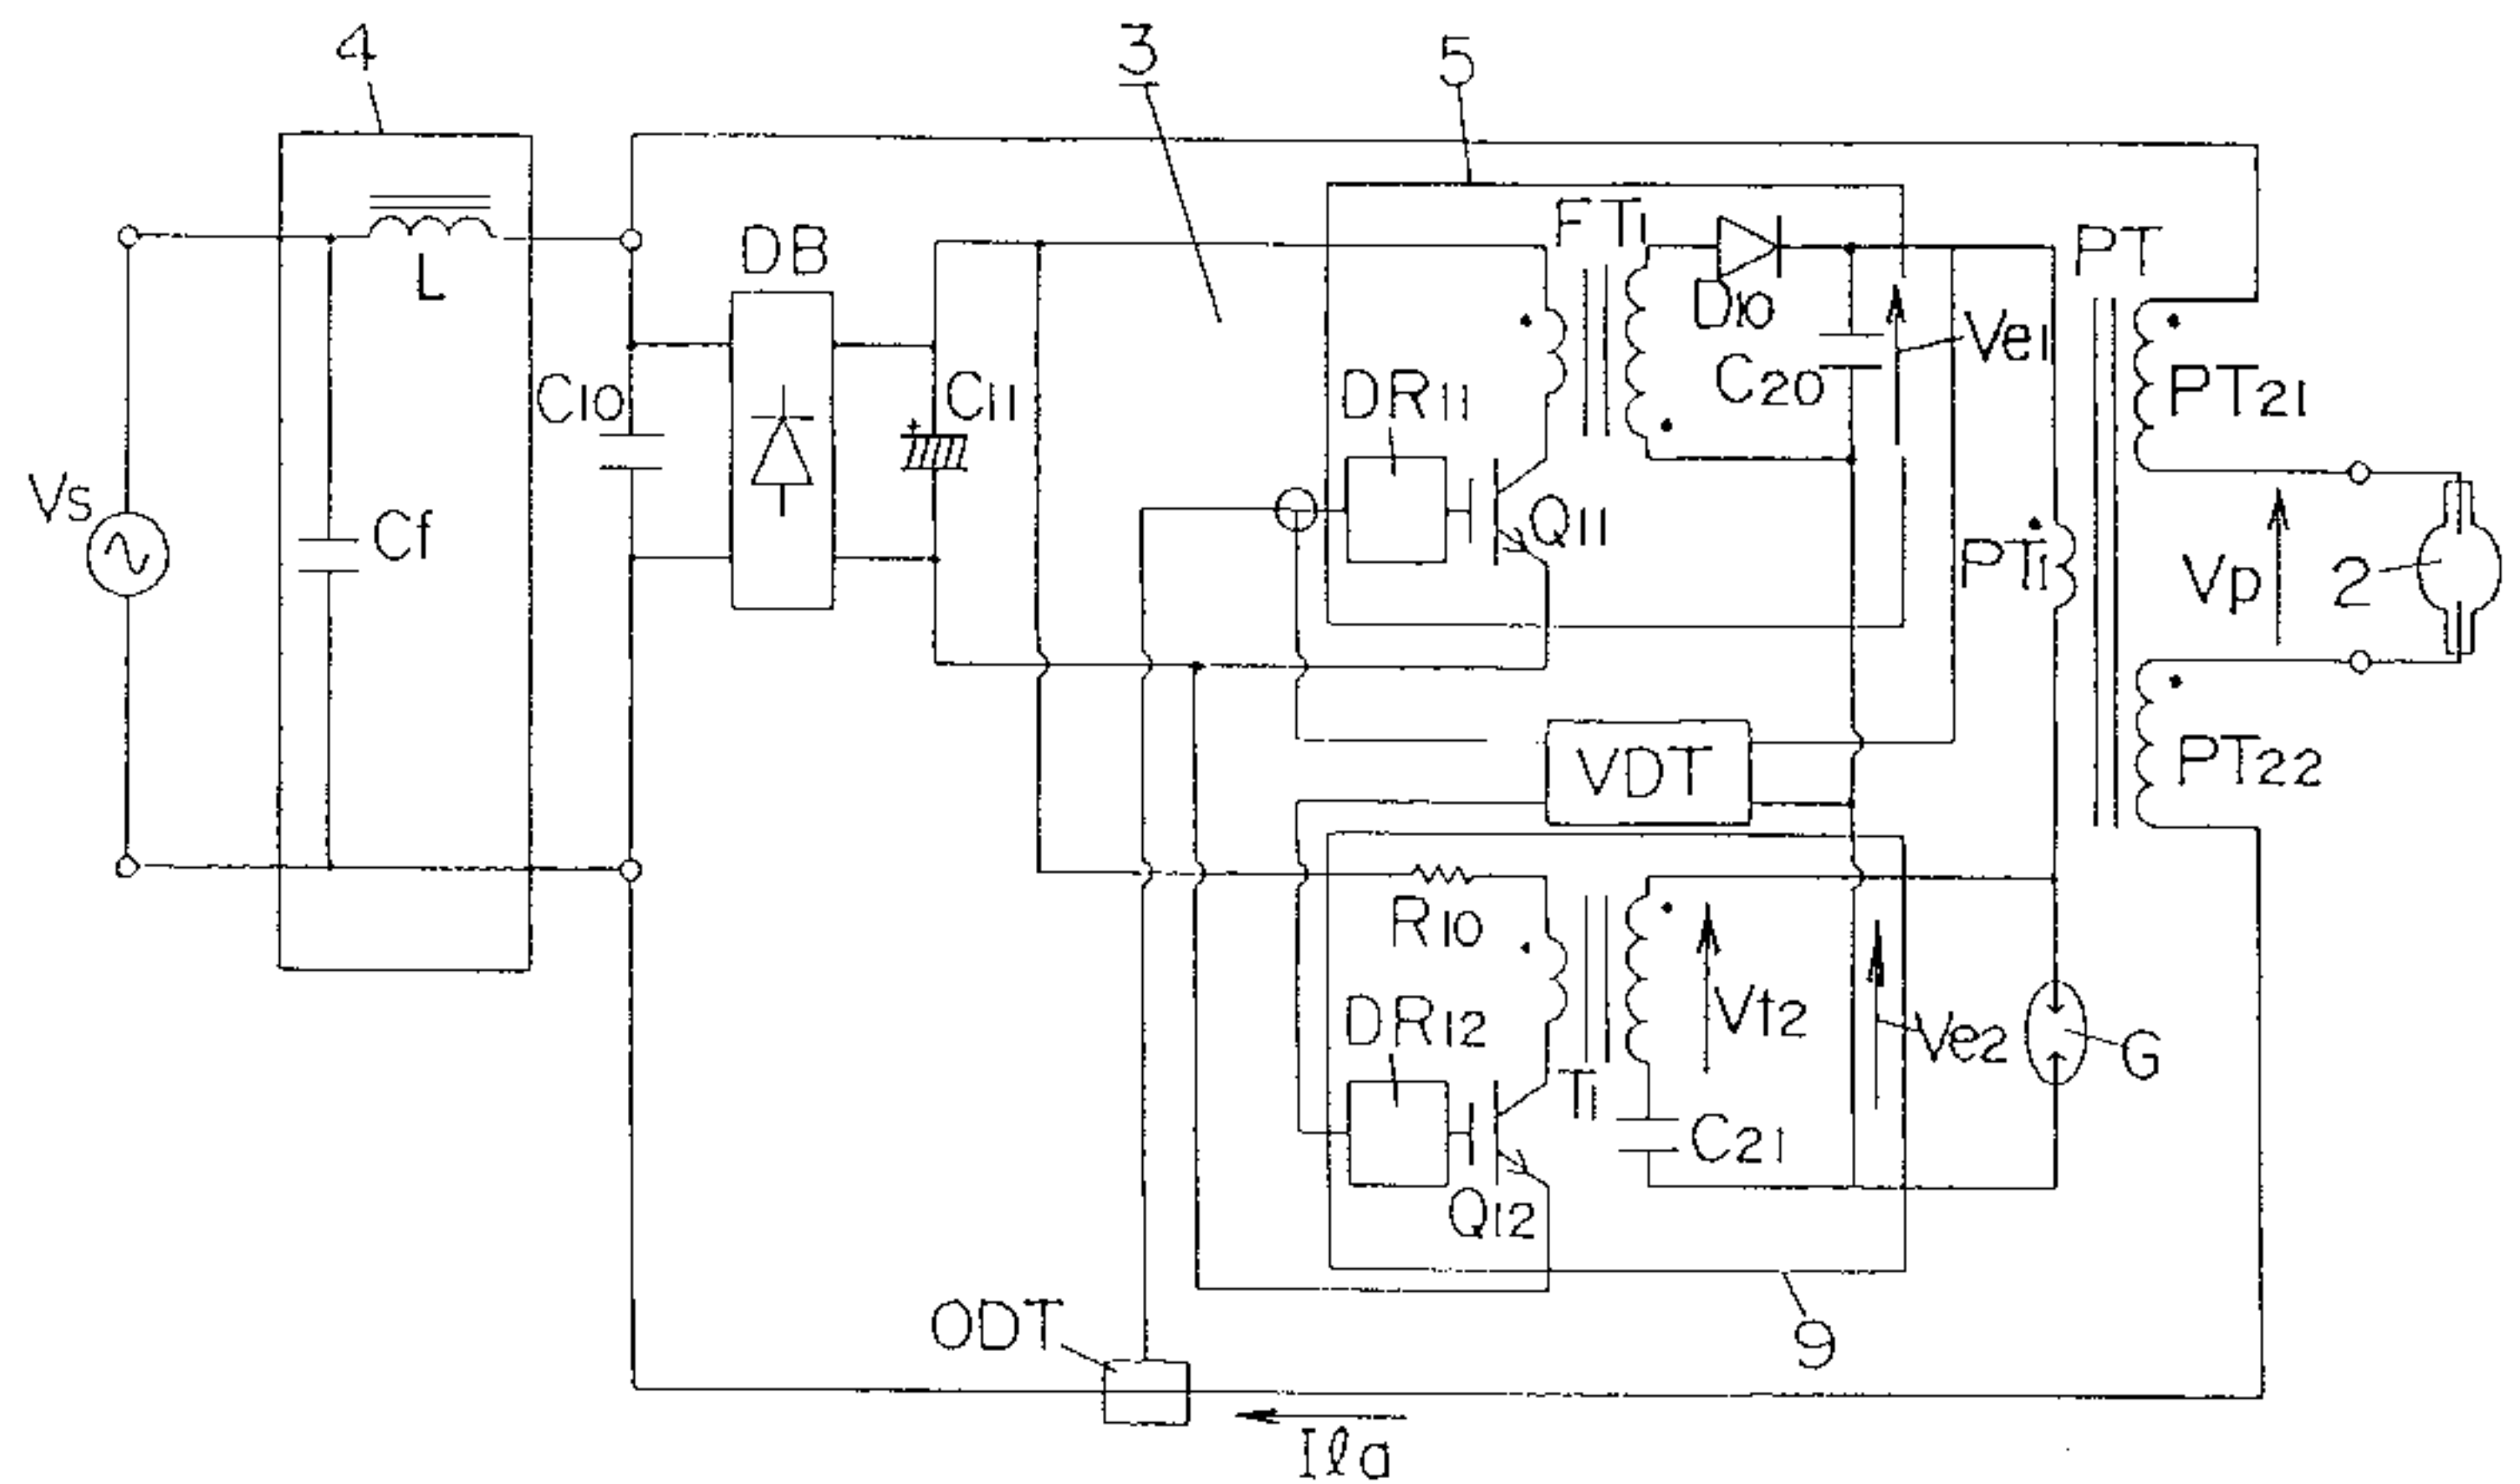 4
3
5
DB
FT1
PT
L
D10
Ve1
C10
C11
DR11
C20
PT21
Vs
Cf
Q11
PT1
Vp
2
VDT
PT22
R10
DR12
Vt2
Ve2
G
T1
C21
Q12
ODT
9
Ila